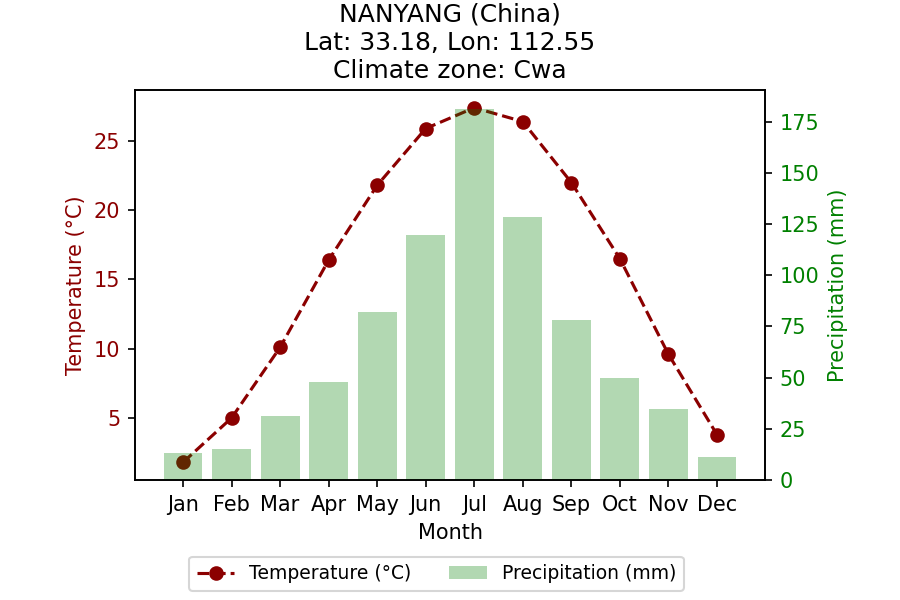 NANYANG (China)
Lat: 33.18, Lon: 112.55
Climate zone: Cwa
Temperature (°C)
25
20
15
10
5
Precipitation (mm)
175
150
125
100
75
50
25
0
Jan Feb Mar Apr May Jun Jul Aug Sep Oct Nov Dec
Month
Temperature (°C) Precipitation (mm)